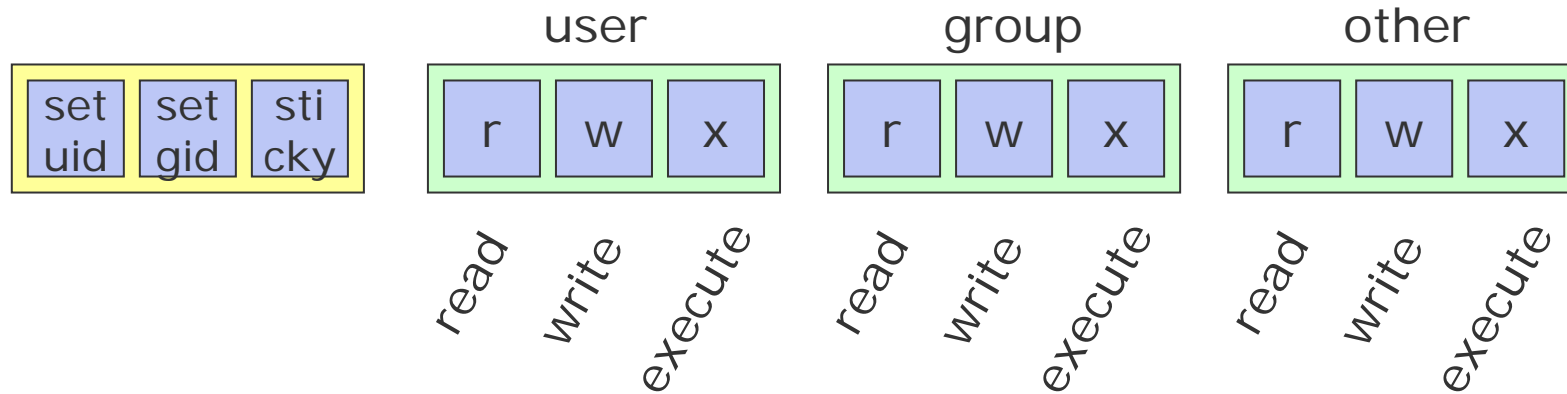 user group other
set uid set gid sti cky r w x r w x r w x
read write execute read write execute read write execute